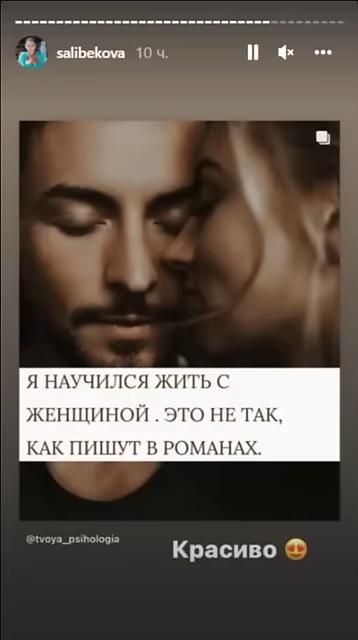 salibekova 10 ч.
Я НАУЧИЛСЯ ЖИТЬ С
ЖЕНЩИНОЙ . ЭТО НЕ ТАК,
КАК ПИШУТ В РОМАНАХ.
@tvoya_psihologia
Красиво 😍